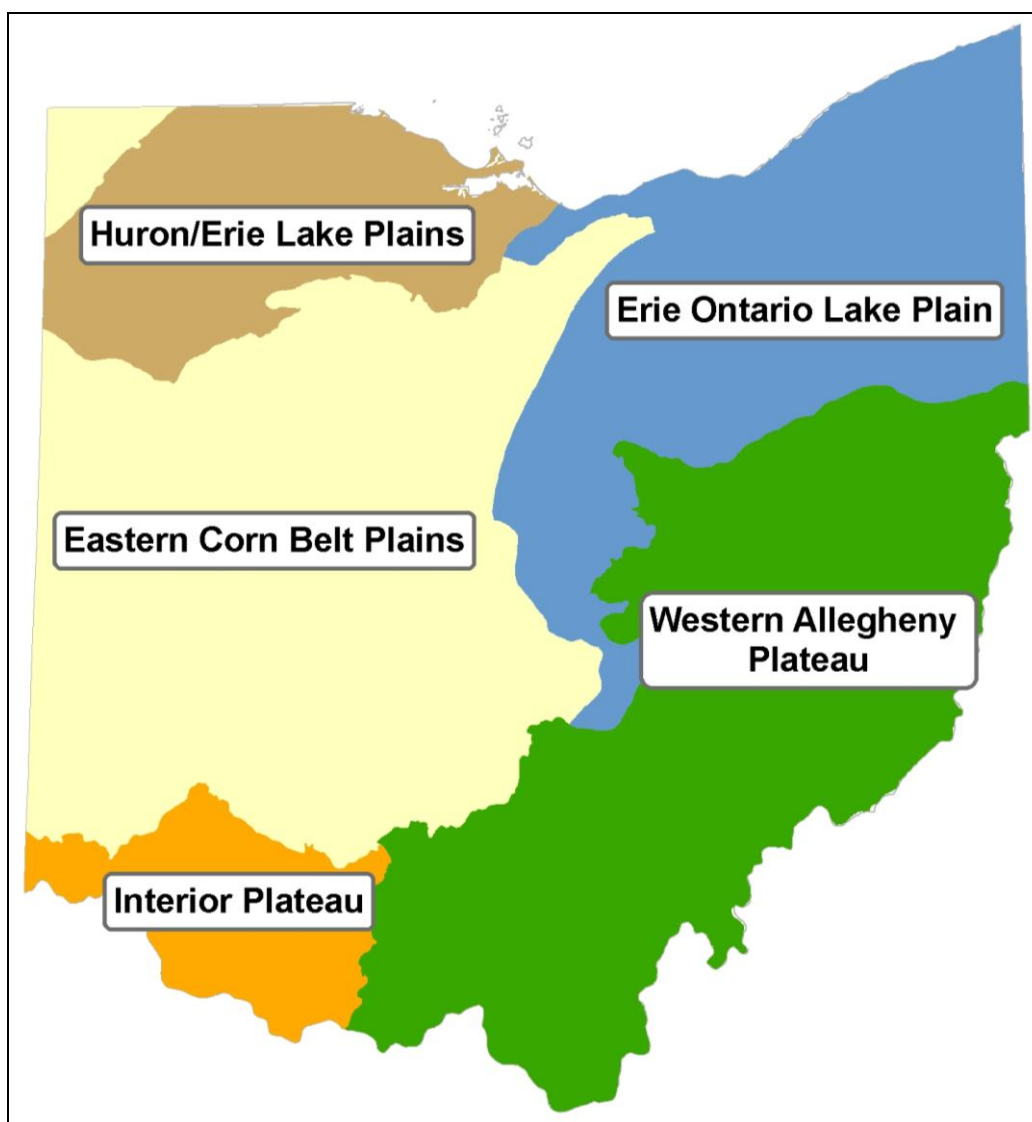 Huron/Erie Lake Plains
Erie Ontario Lake Plain
Eastern Corn Belt Plains
Western Allegheny
Plateau
Interior Plateau